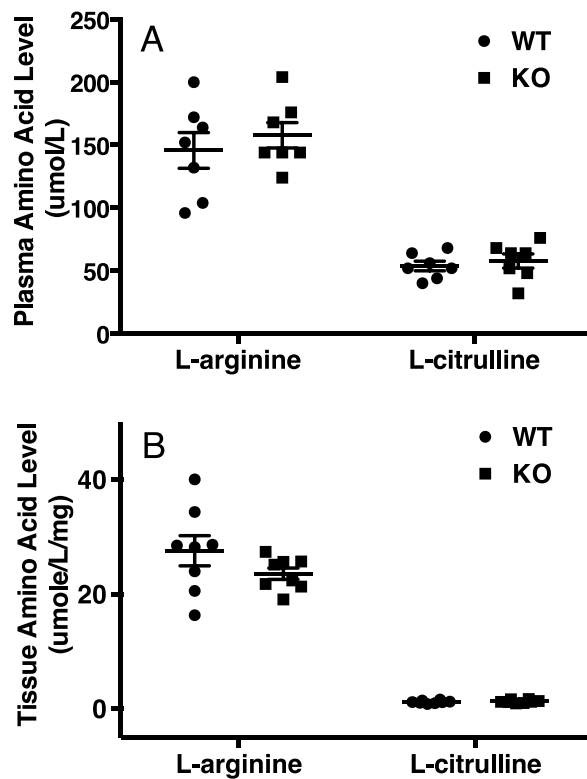 A
WT
KO
Plasma Amino Acid Level
(umol/L)
250
200
150
100
50
0
L-arginine
L-citrulline
B
WT
KO
Tissue Amino Acid Level
(umole/L/mg)
40
20
0
L-arginine
L-citrulline